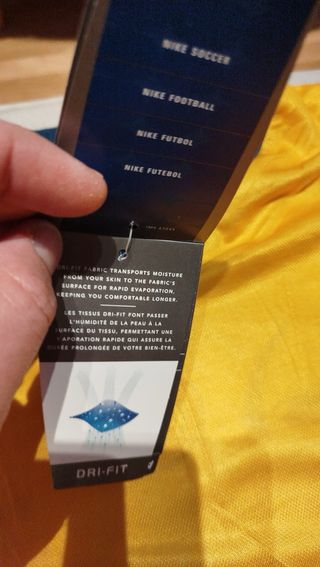 NIKE SOCCER
NIKE FOOTBALL
NIKE FUTBOL
NIKE FUTEBOL
DRI-FIT FABRIC TRANSPORTS MOISTURE
FROM YOUR SKIN TO THE FABRIC'S
SURFACE FOR RAPID EVAPORATION,
KEEPING YOU COMFORTABLE LONGER.
LES TISSUS DRI-FIT FONT PASSER
L'HUMIDITÉ DE LA PEAU À LA
SURFACE DU TISSU, PERMETTANT UNE
ÉVAPORATION RAPIDE QUI ASSURE LA
DURÉE PROLONGÉE DE VOTRE BIEN-ÊTRE.
DRI-FIT